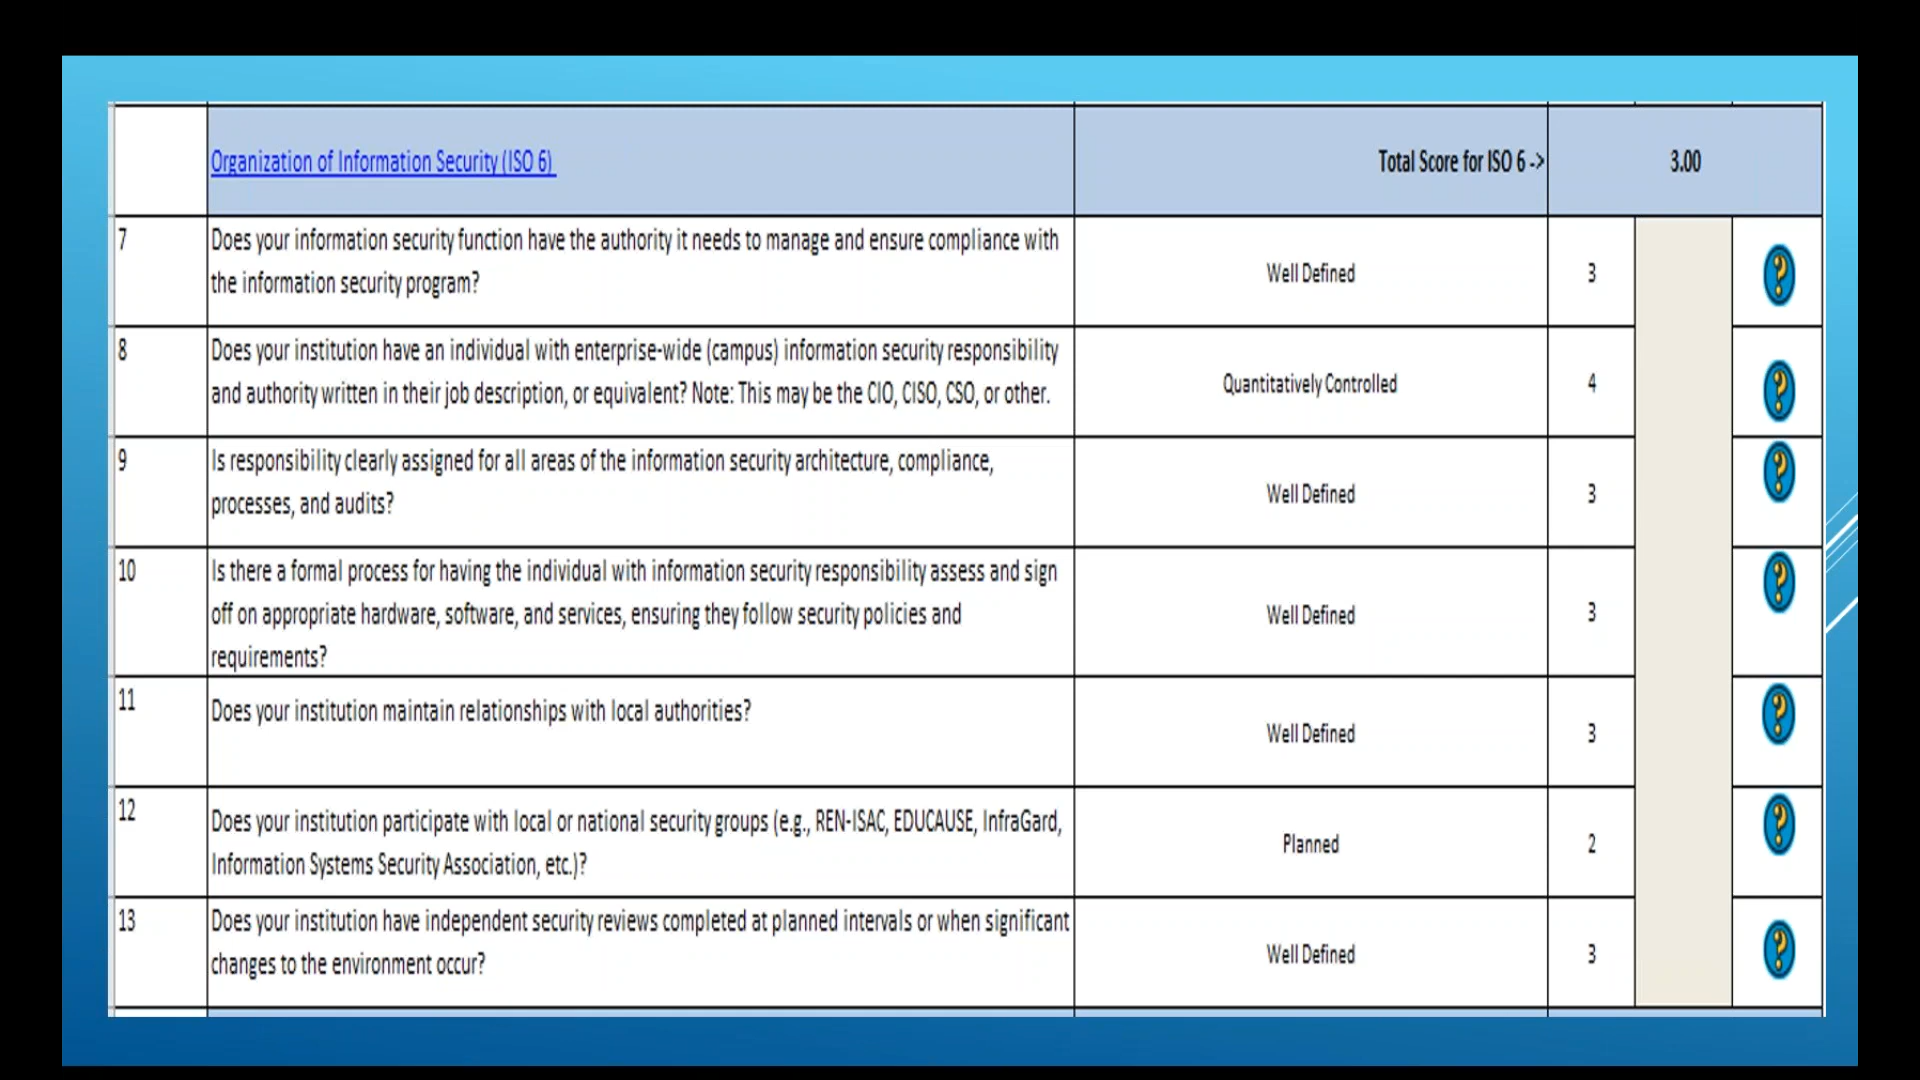 Organization of Information Security (ISO 6)
Total Score for ISO 6 ->
3.00
7
Does your information security function have the authority it needs to manage and ensure compliance with
the information security program?
Well Defined
3
8
Does your institution have an individual with enterprise-wide (campus) information security responsibility
and authority written in their job description, or equivalent? Note: This may be the CIO, CISO, CSO, or other.
Quantitatively Controlled
4
9
Is responsibility clearly assigned for all areas of the information security architecture, compliance,
processes, and audits?
Well Defined
3
10
Is there a formal process for having the individual with information security responsibility assess and sign
off on appropriate hardware, software, and services, ensuring they follow security policies and
requirements?
Well Defined
3
11
Does your institution maintain relationships with local authorities?
Well Defined
3
12
Does your institution participate with local or national security groups (e.g., REN-ISAC, EDUCAUSE, InfraGard,
Information Systems Security Association, etc.)?
Planned
2
13
Does your institution have independent security reviews completed at planned intervals or when significant
changes to the environment occur?
Well Defined
3